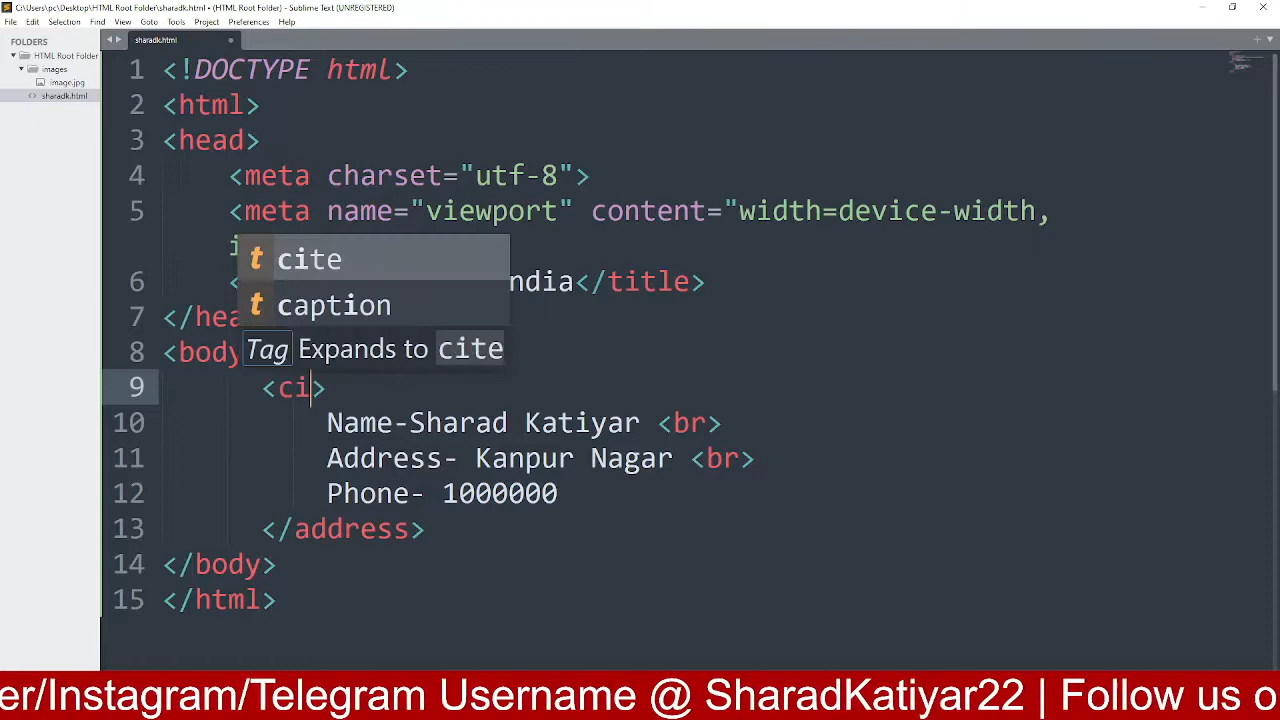 C:\Users\pc\Desktop\HTML Root Folder\sharadk.html • (HTML Root Folder) - Sublime Text (UNREGISTERED)
File Edit Selection Find View Goto Tools Project Preferences Help
FOLDERS
HTML Root Folder
images
image.jpg
sharadk.html
sharadk.html
1 <!DOCTYPE html>
2 <html>
3 <head>
4 <meta charset="utf-8">
5 <meta name="viewport" content="width=device-width,
i
6 < ndia</title>
7 </hea
8 <body
cite
caption
Tag Expands to cite
9 <ci>
10 Name-Sharad Katiyar <br>
11 Address- Kanpur Nagar <br>
12 Phone- 1000000
13 </address>
14 </body>
15 </html>
er/Instagram/Telegram Username @ SharadKatiyar22 | Follow us o